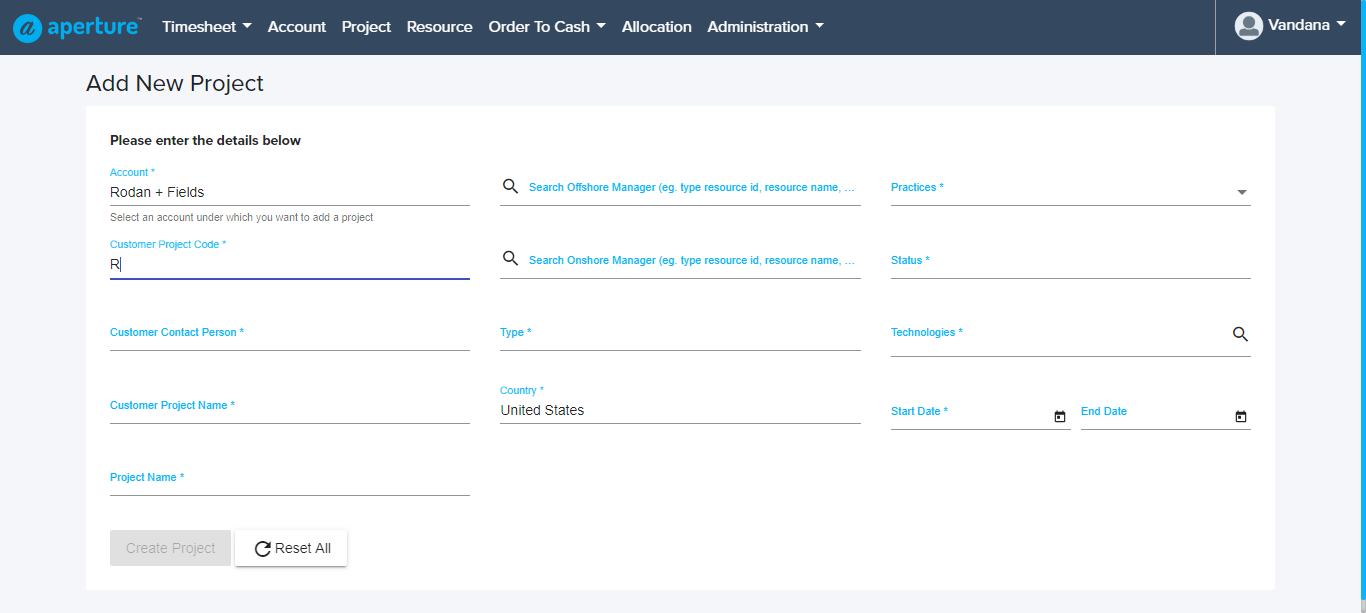 aperture™ Timesheet Account Project Resource Order To Cash Allocation Administration Vandana
Add New Project
Please enter the details below
Account *
Rodan + Fields
Select an account under which you want to add a project
Search Offshore Manager (eg. type resource id, resource name, ...
Practices *
Customer Project Code *
R
Search Onshore Manager (eg. type resource id, resource name, ...
Status *
Customer Contact Person *
Type *
Technologies *
Customer Project Name *
Country *
United States
Start Date *
End Date
Project Name *
Create Project
Reset All